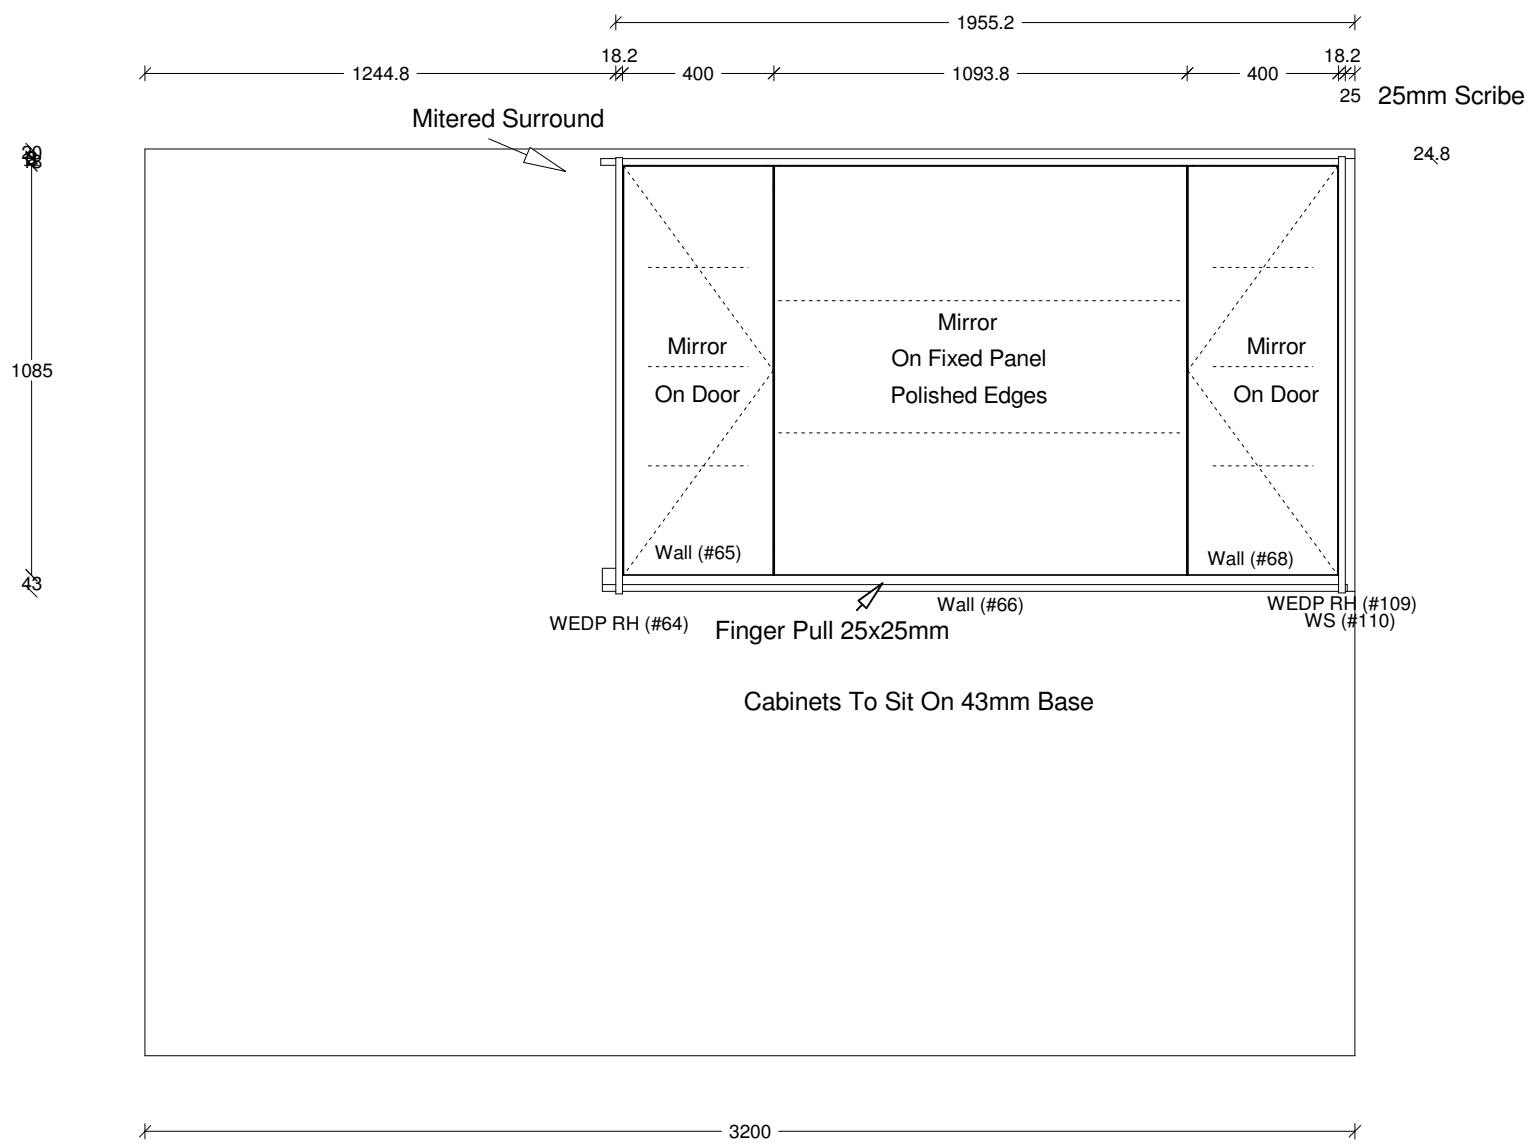 1955.2
18.2
18.2
1244.8
400
1093.8
400
25
25mm Scribe
Mitered Surround
20
18
24.8
Mirror
On Fixed Panel
Polished Edges
Mirror
On Door
Mirror
On Door
1085
Wall (#65)
Wall (#68)
43
Wall (#66)
WEDP RH (#109)
WS (#110)
WEDP RH (#64)
Finger Pull 25x25mm
Cabinets To Sit On 43mm Base
3200